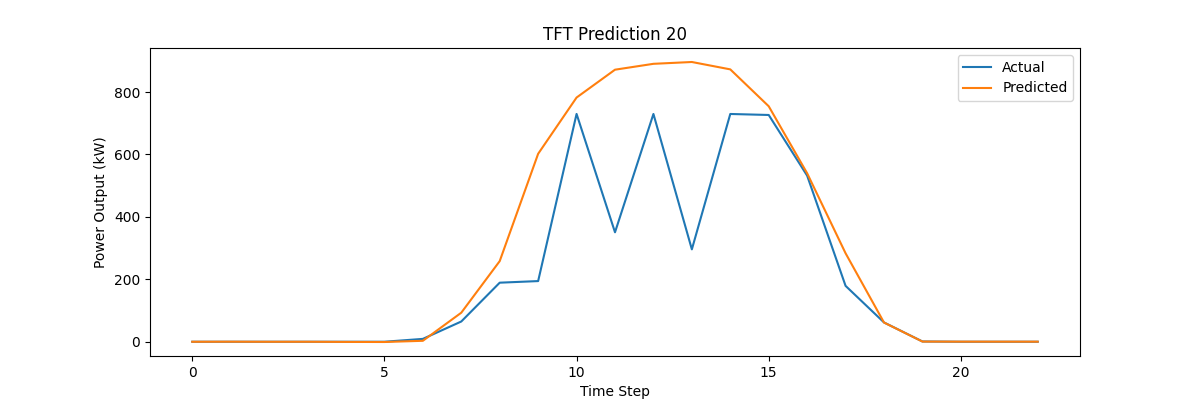 TFT Prediction 20
Actual
Predicted
Power Output (kW)
800
600
400
200
0
0 5 10 15 20
Time Step